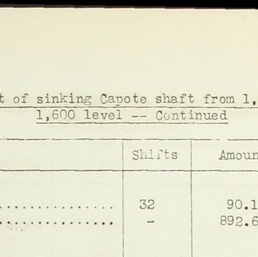 t of sinking Capote shaft from 1,
1,600 level -- Continued
Shifts Amoun
................ 32 90.1
................ - 892.6